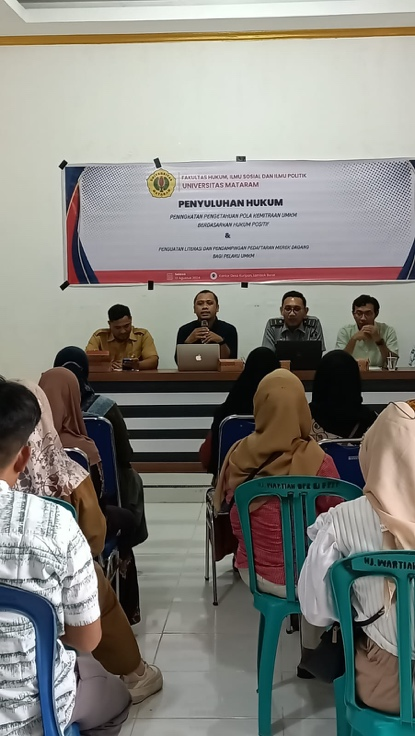 FAKULTAS HUKUM, ILMU SOSIAL DAN ILMU POLITIK
UNIVERSITAS MATARAM
PENYULUHAN HUKUM
PENINGKATAN PENGETAHUAN POLA KEMITRAAN UMKM
BERDASARKAN HUKUM POSITIF
&
PENGUATAN LITERASI DAN PENDAMPINGAN PEDAFTARAN MEREK DAGANG
BAGI PELAKU UMKM